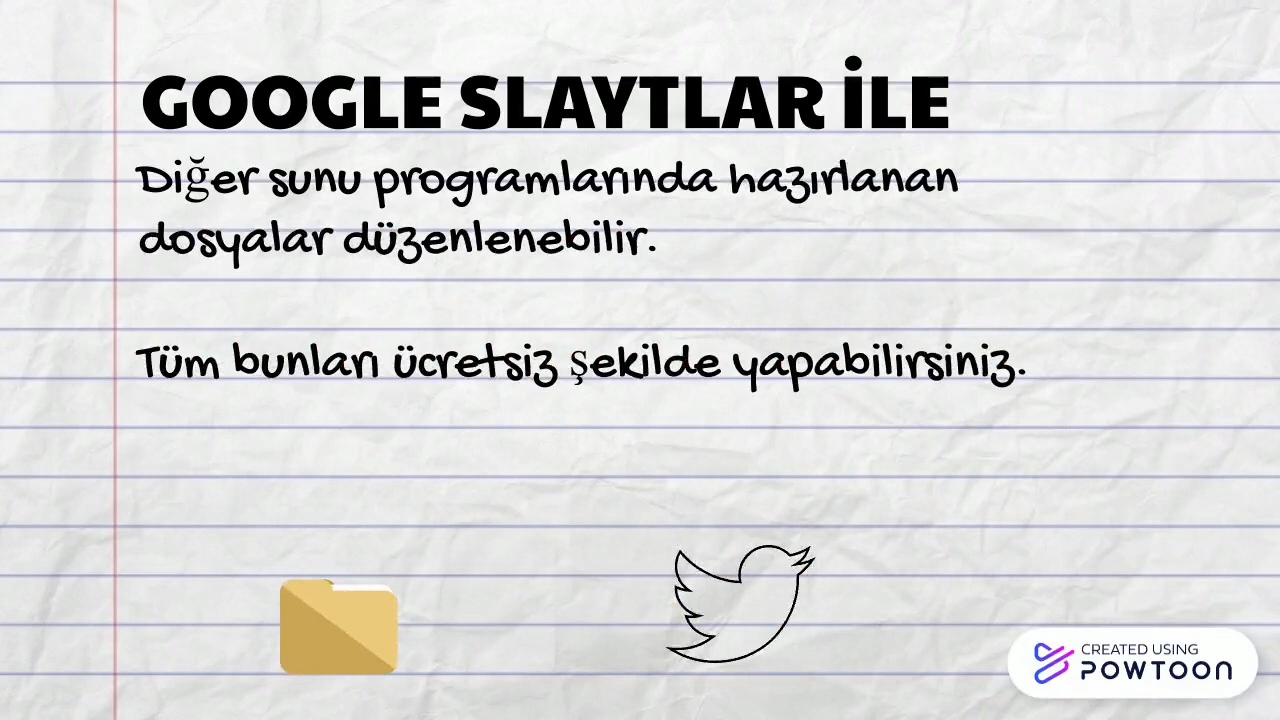 GOOGLE SLAYTLAR İLE
Diğer sunu programlarında hazırlanan
dosyalar düzenlenebilir.
Tüm bunları ücretsiz şekilde yapabilirsiniz.
CREATED USING
POWTOON